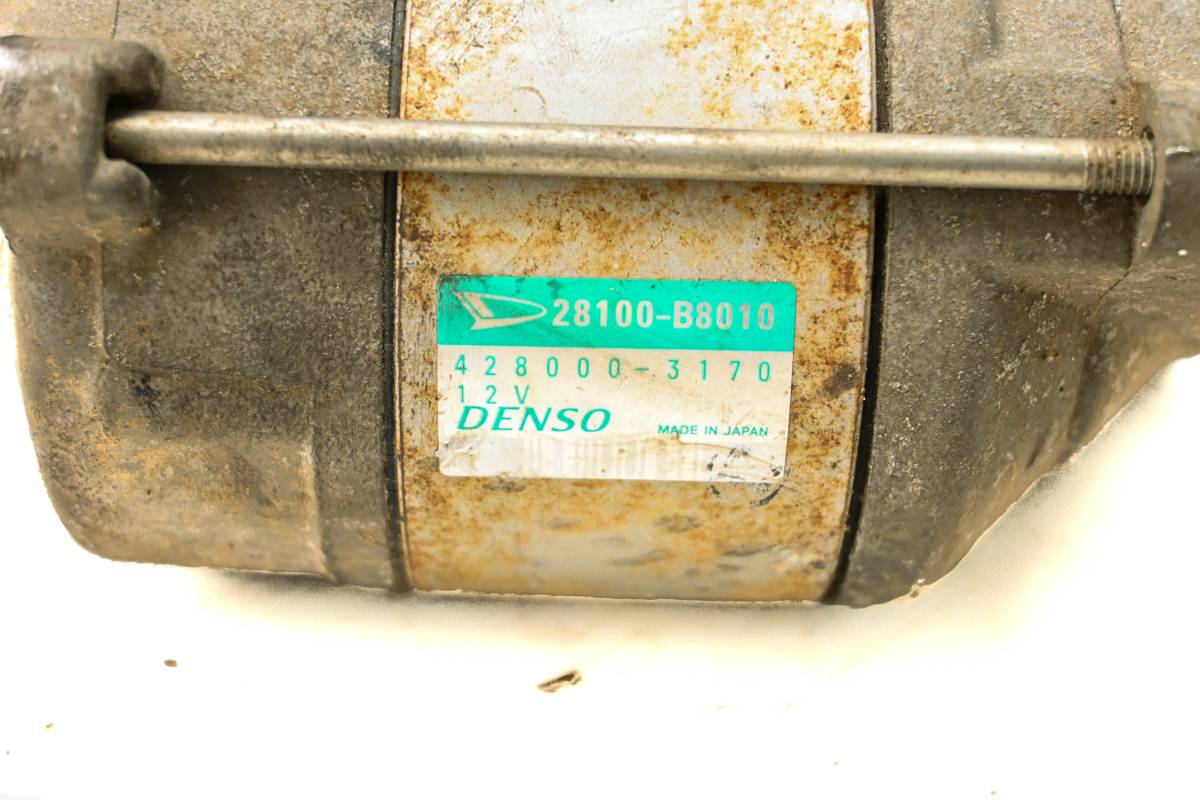 28100-B8010
428000-3170
12V
DENSO MADE IN JAPAN